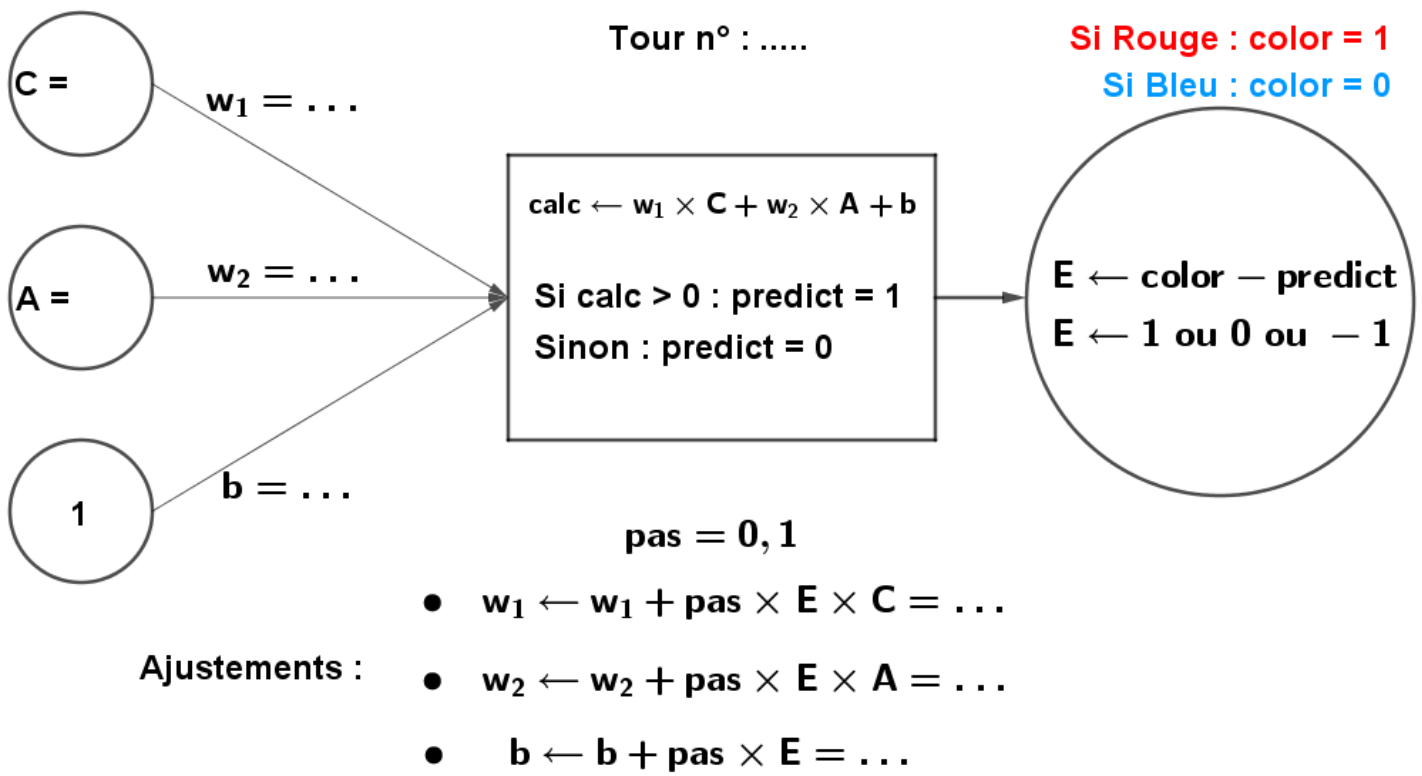 Tour n° : .....
Si Rouge : color = 1
Si Bleu : color = 0
C =
w₁ = . . .
A =
w₂ = . . .
1
b = . . .
calc ← w₁ × C + w₂ × A + b
Si calc > 0 : predict = 1
Sinon : predict = 0
E ← color − predict
E ← 1 ou 0 ou − 1
pas = 0, 1
Ajustements :
• w₁ ← w₁ + pas × E × C = . . .
• w₂ ← w₂ + pas × E × A = . . .
• b ← b + pas × E = . . .